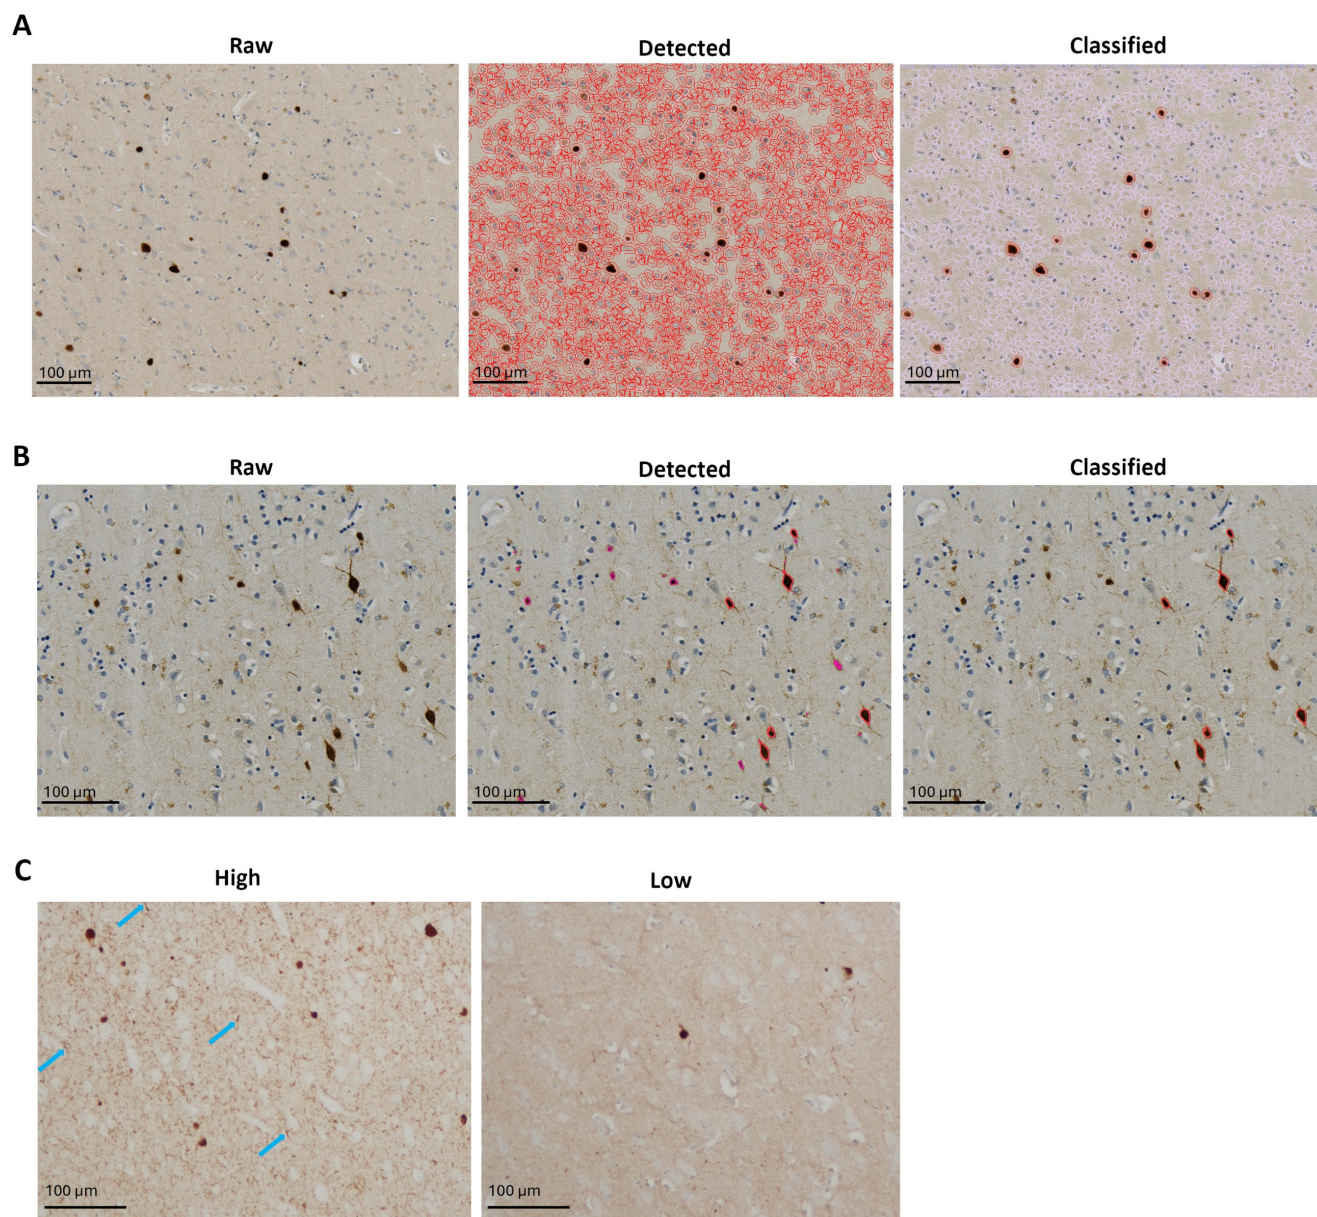 A
Raw Detected Classified
100 µm 100 µm 100 µm
B
Raw Detected Classified
100 µm 100 µm 100 µm
C
High Low
100 µm 100 µm